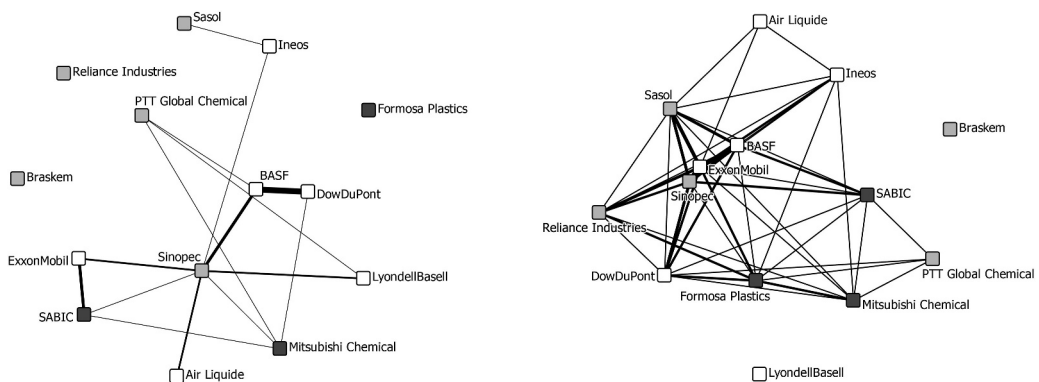 Sasol
Ineos
Reliance Industries
PTT Global Chemical
Formosa Plastics
Braskem
BASF
DowDuPont
ExxonMobil
Sinopec
LyondellBasell
SABIC
Mitsubishi Chemical
Air Liquide
Air Liquide
Ineos
Sasol
Braskem
BASF
ExxonMobil
Sinopec
SABIC
Reliance Industries
DowDuPont
PTT Global Chemical
Formosa Plastics
Mitsubishi Chemical
LyondellBasell